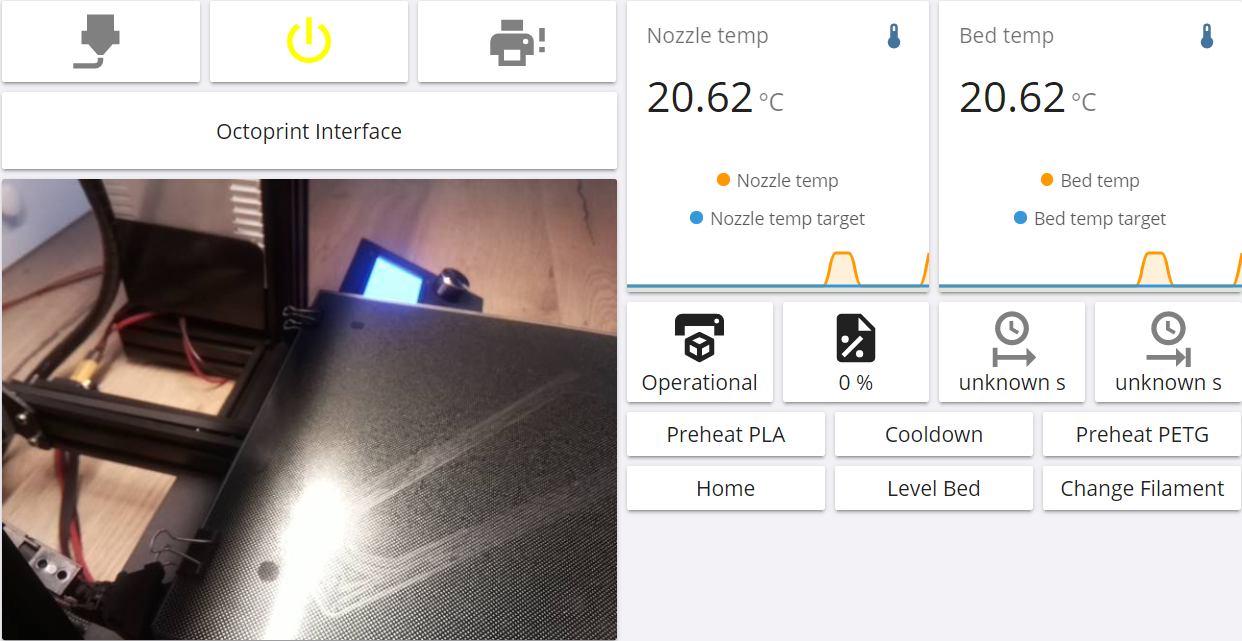 Octoprint Interface
Nozzle temp
20.62 °C
Nozzle temp
Nozzle temp target
Bed temp
20.62 °C
Bed temp
Bed temp target
Operational
0 %
unknown s
unknown s
Preheat PLA
Cooldown
Preheat PETG
Home
Level Bed
Change Filament